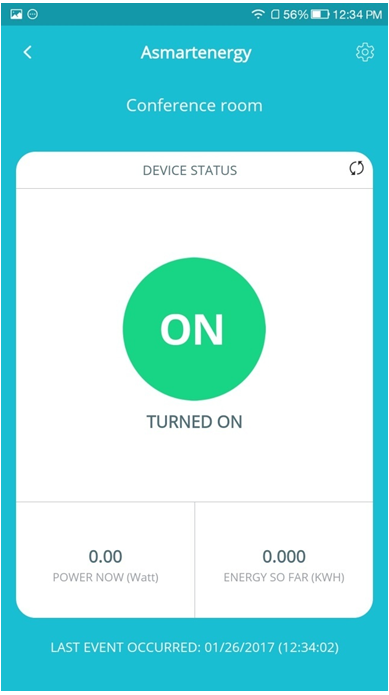 56% 12:34 PM
Asmartenergy
Conference room
DEVICE STATUS
ON
TURNED ON
0.00 0.000
POWER NOW (Watt) ENERGY SO FAR (KWH)
LAST EVENT OCCURRED: 01/26/2017 (12:34:02)